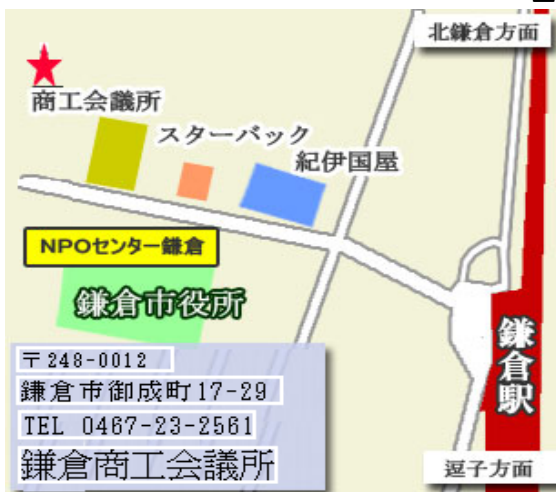 北鎌倉方面
商工会議所
スターバック
紀伊国屋
NPOセンター鎌倉
鎌倉市役所
鎌倉駅
〒248-0012
鎌倉市御成町17-29
TEL 0467-23-2561
鎌倉商工会議所
逗子方面